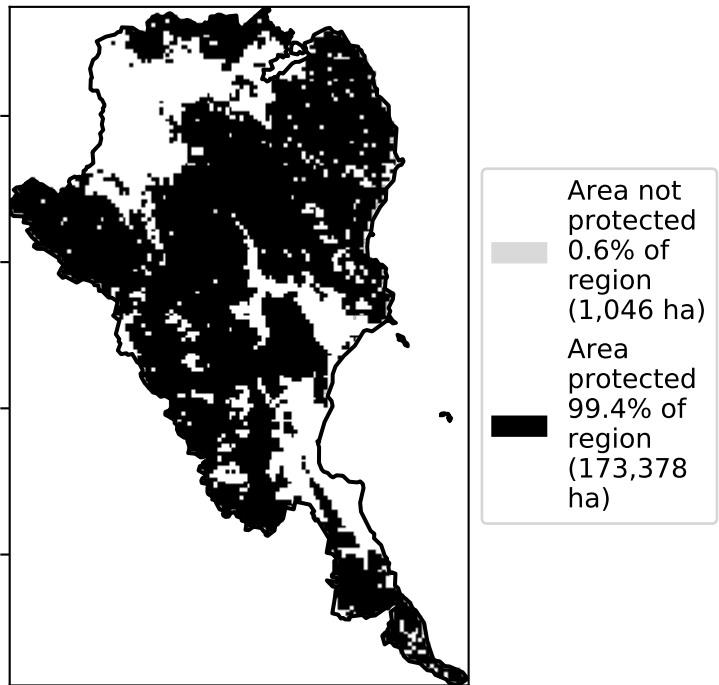 Area not
protected
0.6% of
region
(1,046 ha)
Area
protected
99.4% of
region
(173,378
ha)